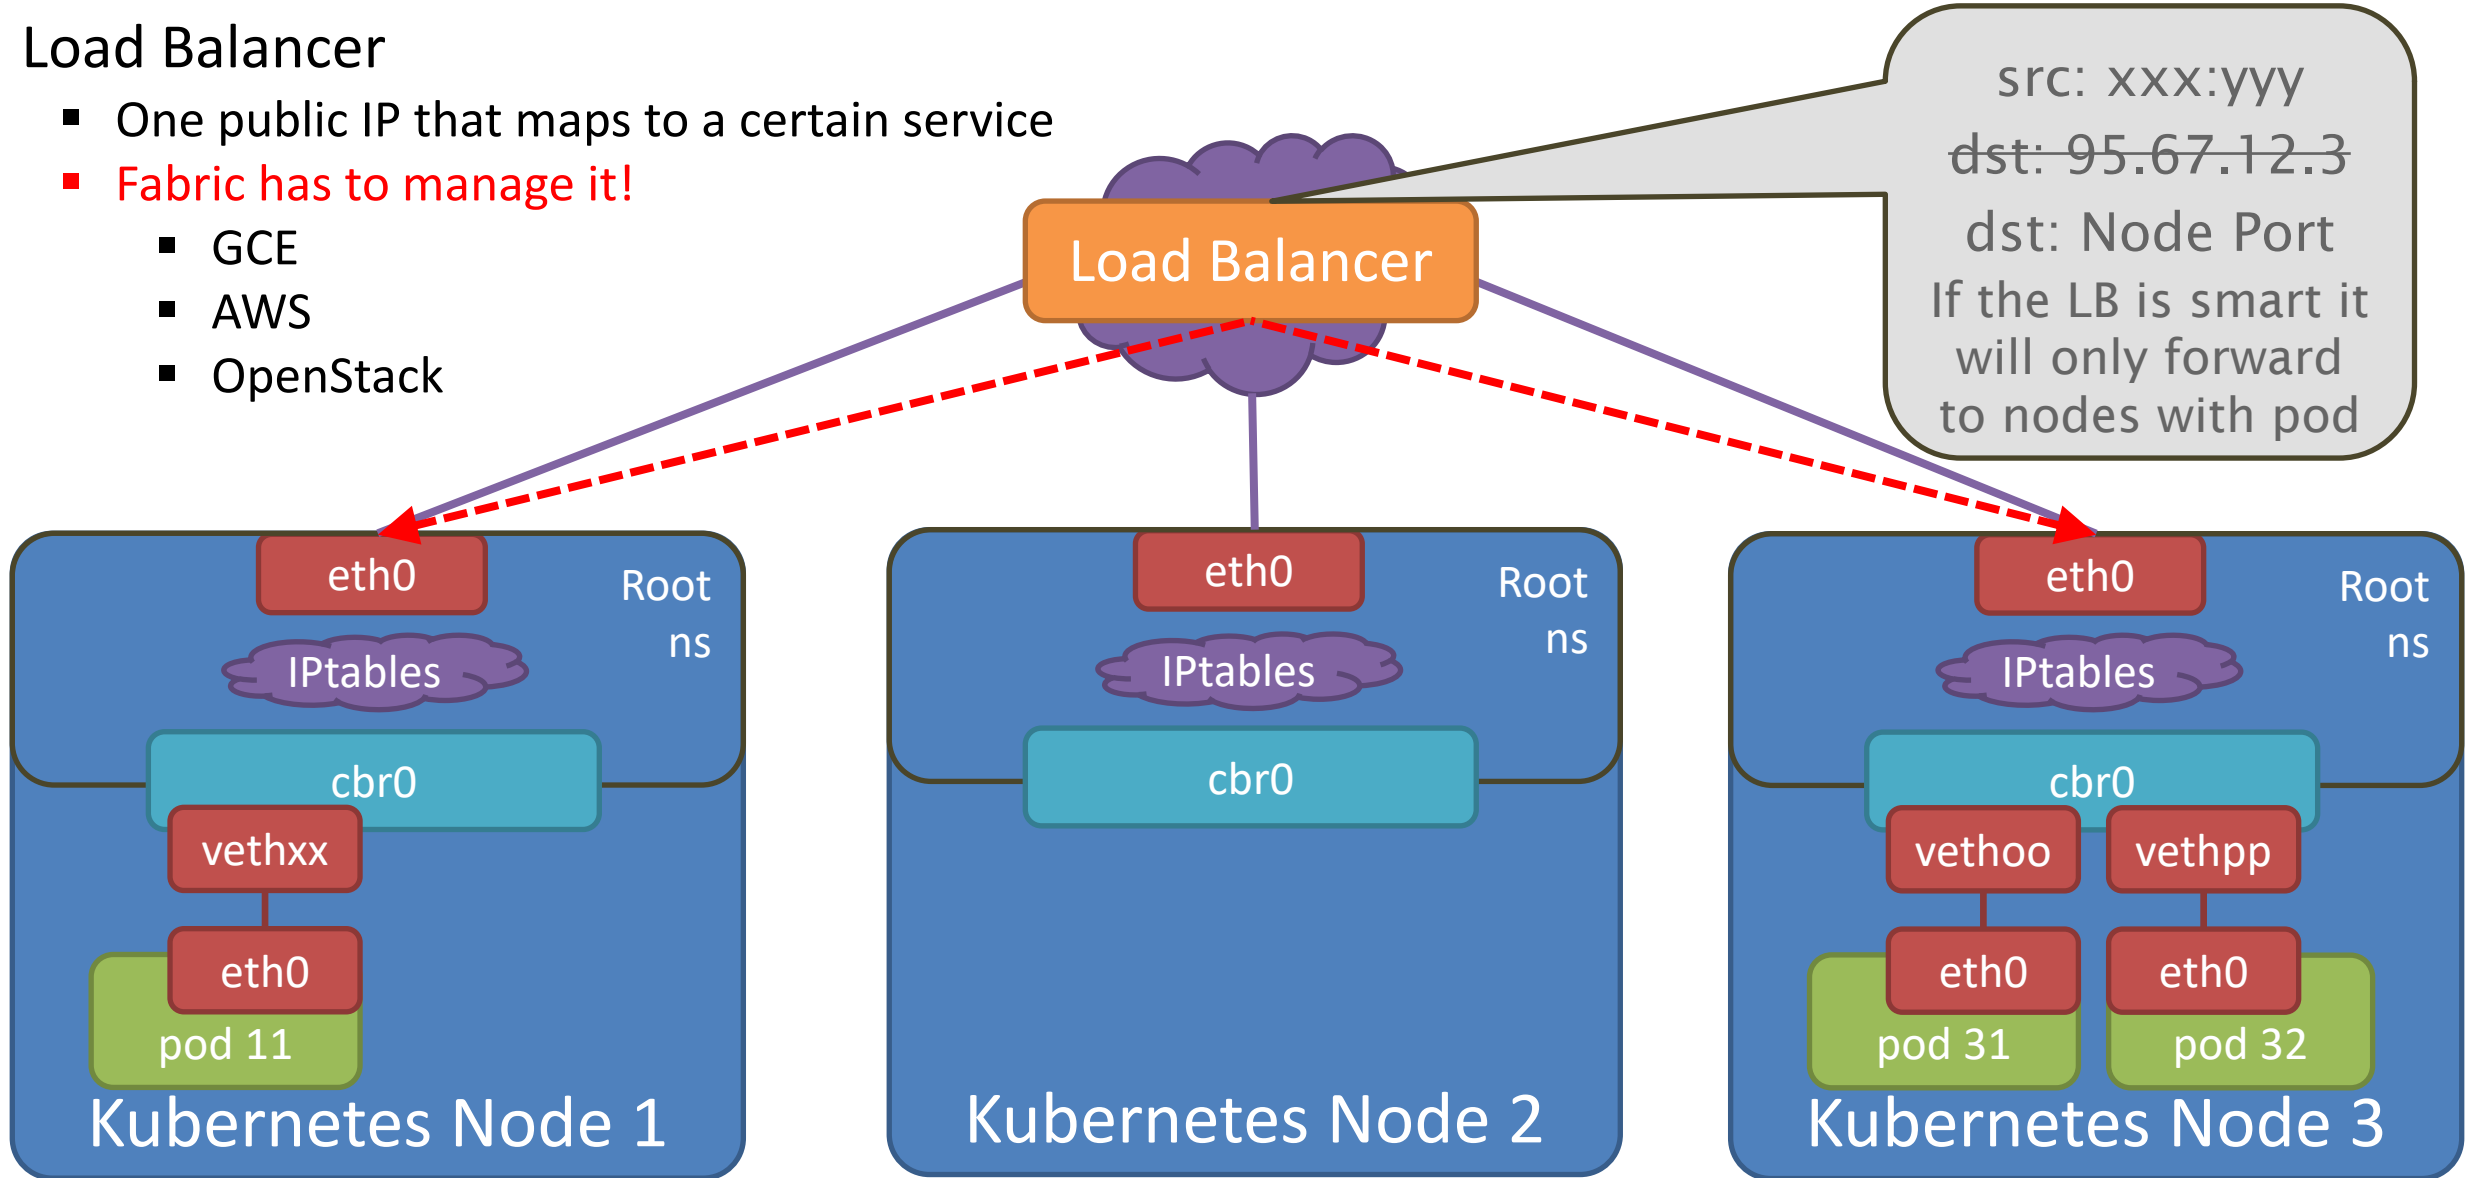 Load Balancer
One public IP that maps to a certain service
Fabric has to manage it!
GCE
AWS
OpenStack
Load Balancer
src: xxx:yyy
dst: 95.67.12.3
dst: Node Port
If the LB is smart it
will only forward
to nodes with pod
eth0
Root
ns
IPtables
cbr0
vethxx
eth0
pod 11
Kubernetes Node 1
eth0
Root
ns
IPtables
cbr0
Kubernetes Node 2
eth0
Root
ns
IPtables
cbr0
vethoo
vethpp
eth0
eth0
pod 31
pod 32
Kubernetes Node 3